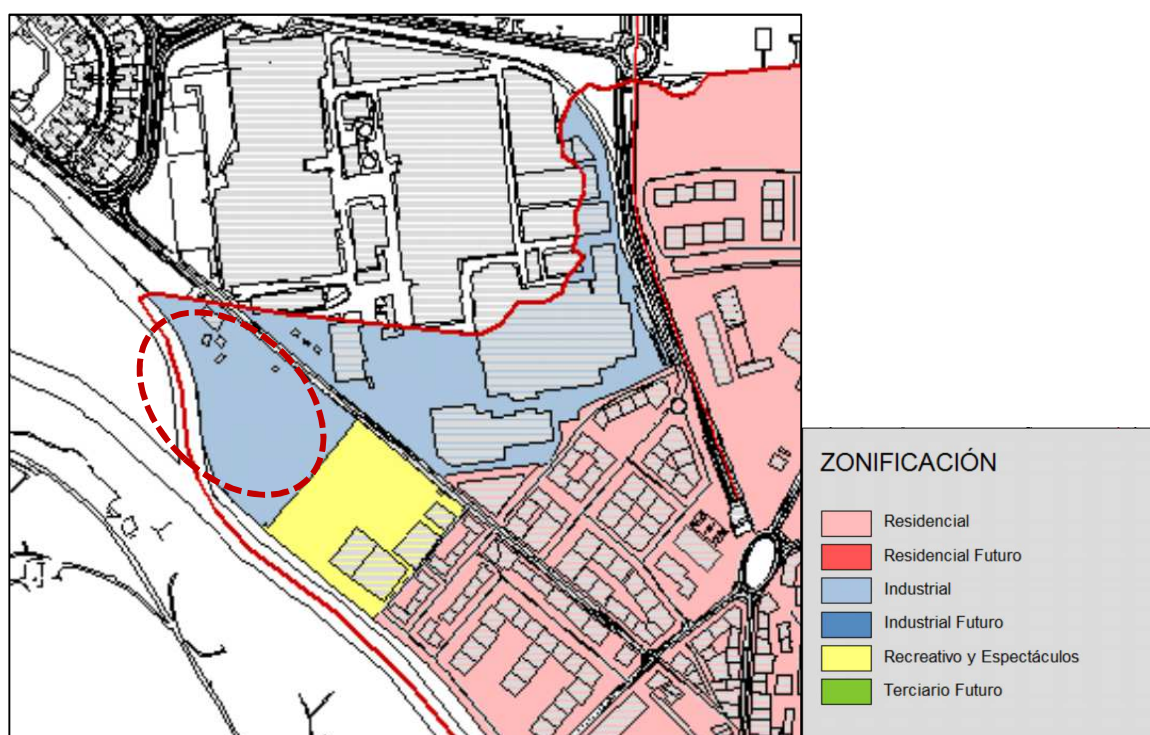 ZONIFICACIÓN
Residencial
Residencial Futuro
Industrial
Industrial Futuro
Recreativo y Espectáculos
Terciario Futuro